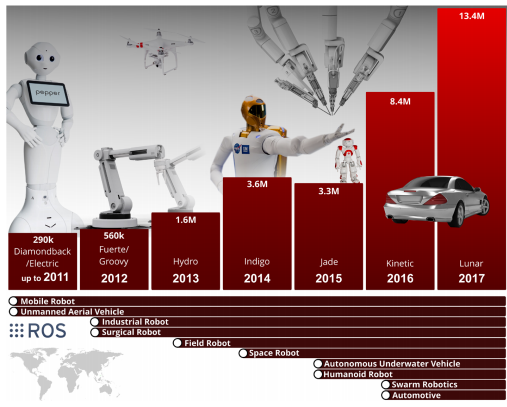 13.4M
pepper
8.4M
3.6M
3.3M
1.6M
560k
290k
Diamondback
/Electric
up to 2011
Fuerte/
Groovy
2012
Hydro
2013
Indigo
2014
Jade
2015
Kinetic
2016
Lunar
2017
Mobile Robot
Unmanned Aerial Vehicle
ROS
Industrial Robot
Surgical Robot
Field Robot
Space Robot
Autonomous Underwater Vehicle
Humanoid Robot
Swarm Robotics
Automotive